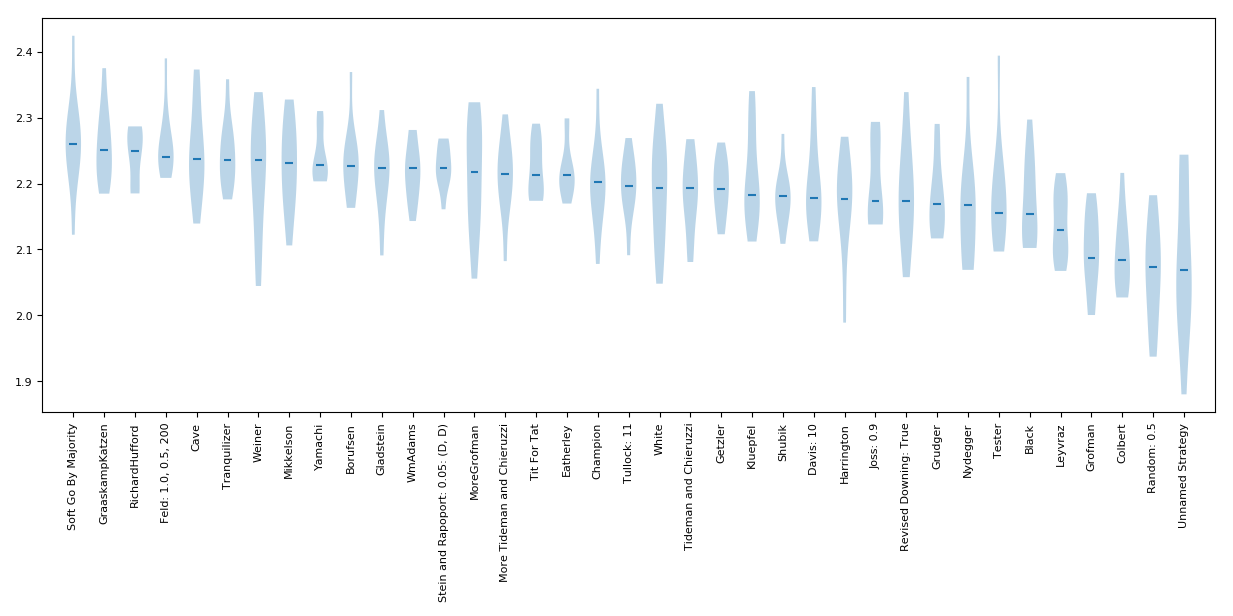 2.4
2.3
2.2
2.1
2.0
1.9
Soft Go By Majority
GraaskampKatzen
RichardHufford
Feld: 1.0, 0.5, 200
Cave
Tranquilizer
Weiner
Mikkelson
Yamachi
Borufsen
Gladstein
WmAdams
Stein and Rapoport: 0.05: (D, D)
MoreGrofman
More Tideman and Chieruzzi
Tit For Tat
Eatherley
Champion
Tullock: 11
White
Tideman and Chieruzzi
Getzler
Kluepfel
Shubik
Davis: 10
Harrington
Joss: 0.9
Revised Downing: True
Grudger
Nydegger
Tester
Black
Leyvraz
Grofman
Colbert
Random: 0.5
Unnamed Strategy